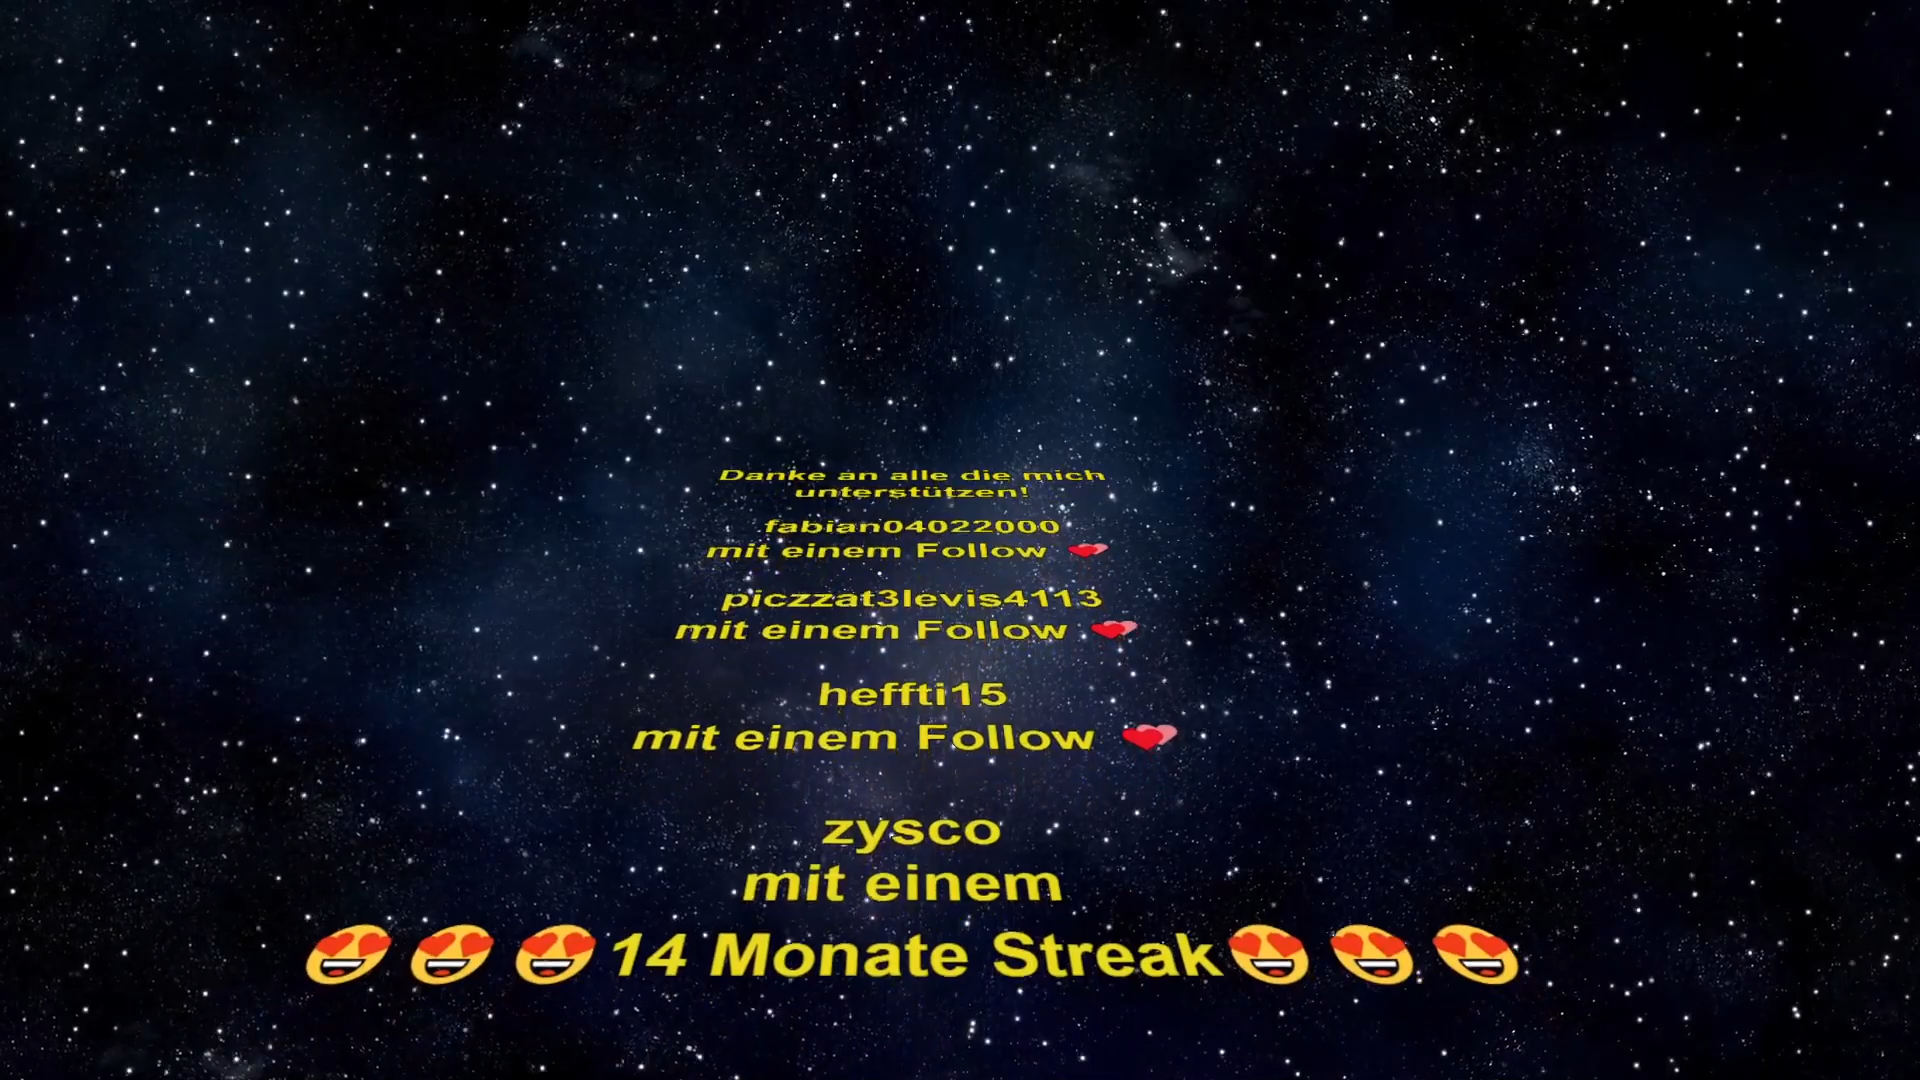 Danke an alle die mich
unterstützen!
fabian04022000
mit einem Follow 💕
piczzat3levis4113
mit einem Follow 💕
heffti15
mit einem Follow 💕
zysco
mit einem
😍😍😍14 Monate Streak😍😍😍